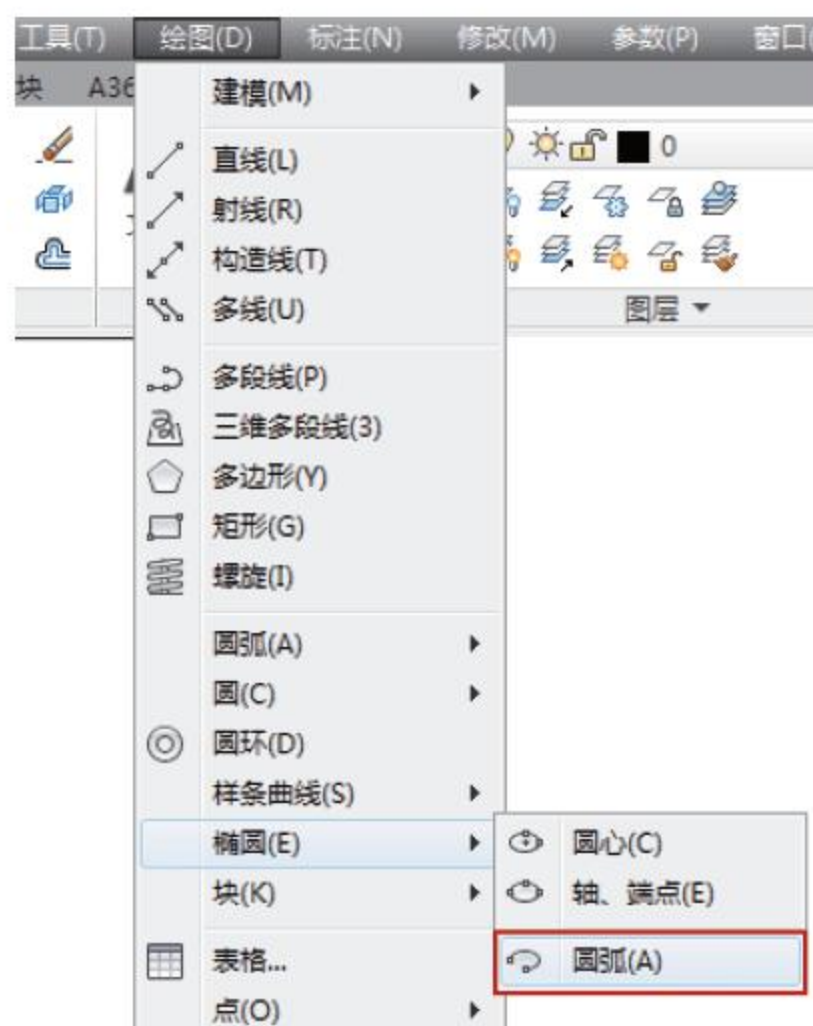 工具(T) 绘图(D) 标注(N) 修改(M) 参数(P) 窗口(
块 A36
建模(M)
0
直线(L)
射线(R)
构造线(T)
多线(U)
图层
多段线(P)
三维多段线(3)
多边形(Y)
矩形(G)
螺旋(I)
圆弧(A)
圆(C)
圆环(D)
样条曲线(S)
椭圆(E)
圆心(C)
块(K)
轴、端点(E)
表格...
圆弧(A)
点(O)